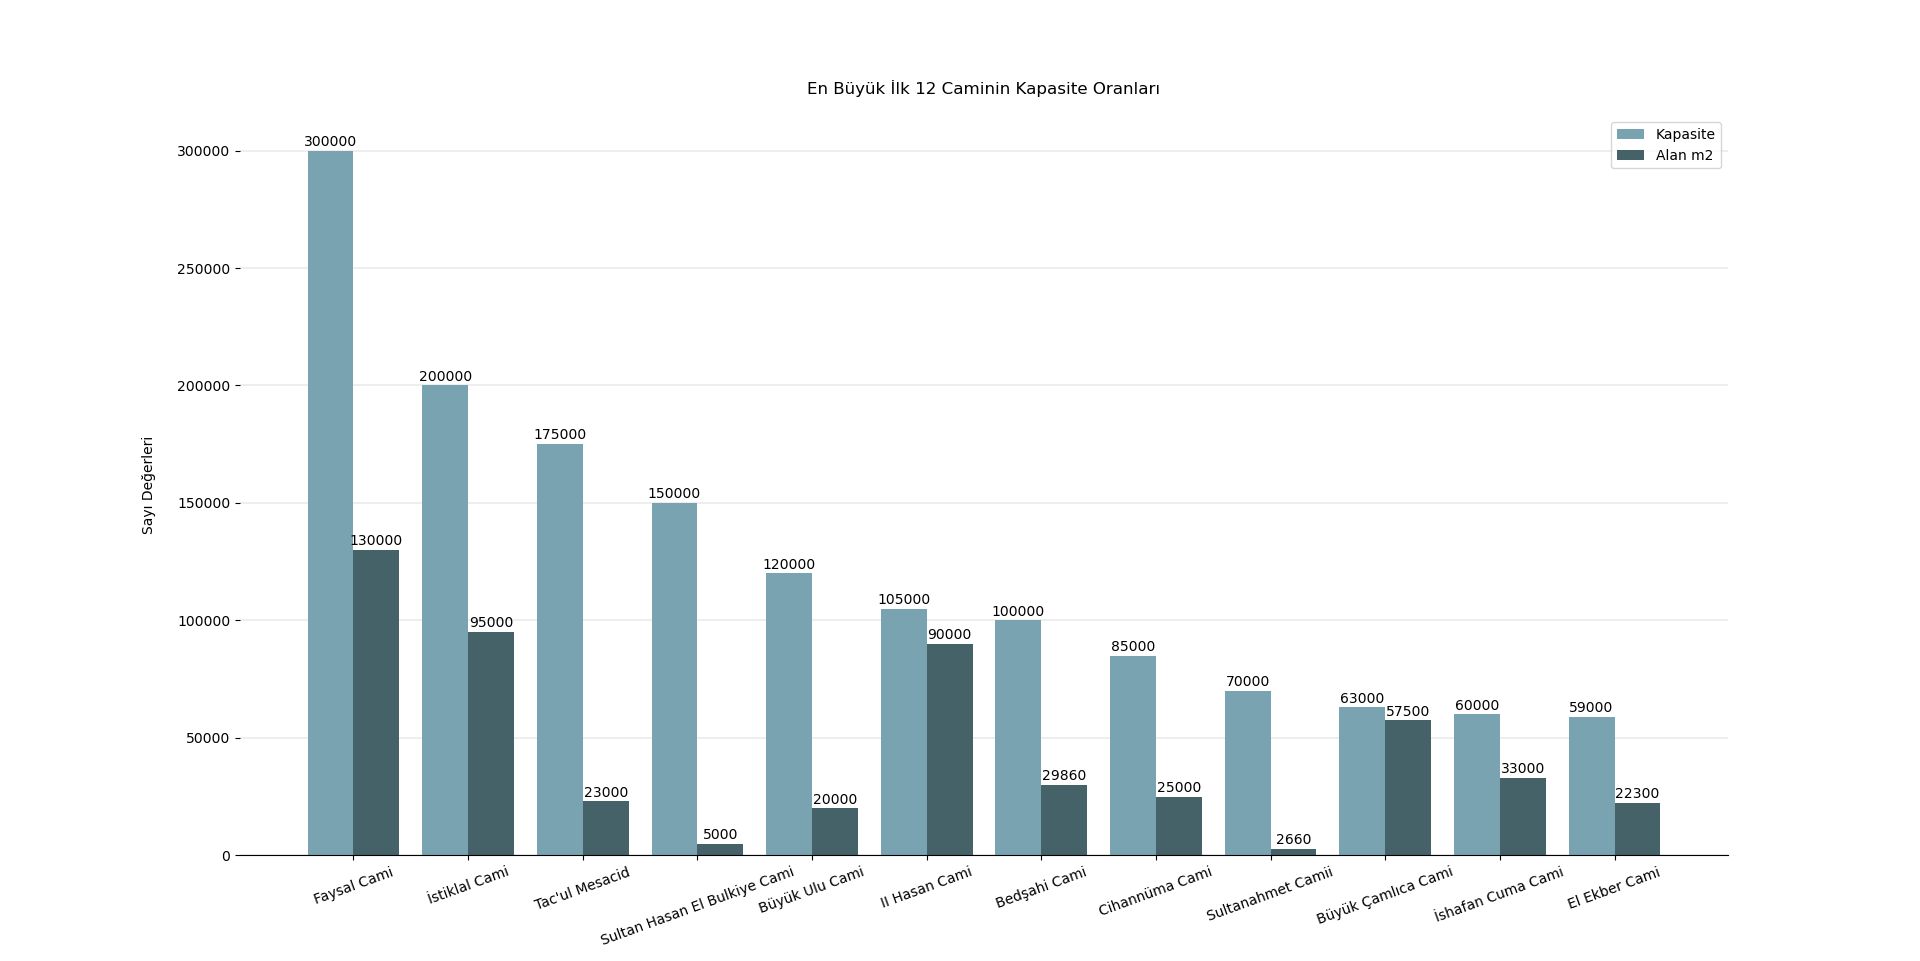 En Büyük İlk 12 Caminin Kapasite Oranları
Kapasite
Alan m2
Sayı Değerleri
300000
250000
200000
150000
100000
50000
0
300000
130000
200000
95000
175000
23000
150000
5000
120000
20000
105000
90000
100000
29860
85000
25000
70000
2660
63000
57500
60000
33000
59000
22300
Faysal Cami
İstiklal Cami
Tac'ul Mesacid
Sultan Hasan El Bulkiye Cami
Büyük Ulu Cami
II Hasan Cami
Bedşahi Cami
Cihannüma Cami
Sultanahmet Camii
Büyük Çamlıca Cami
İshafan Cuma Cami
El Ekber Cami